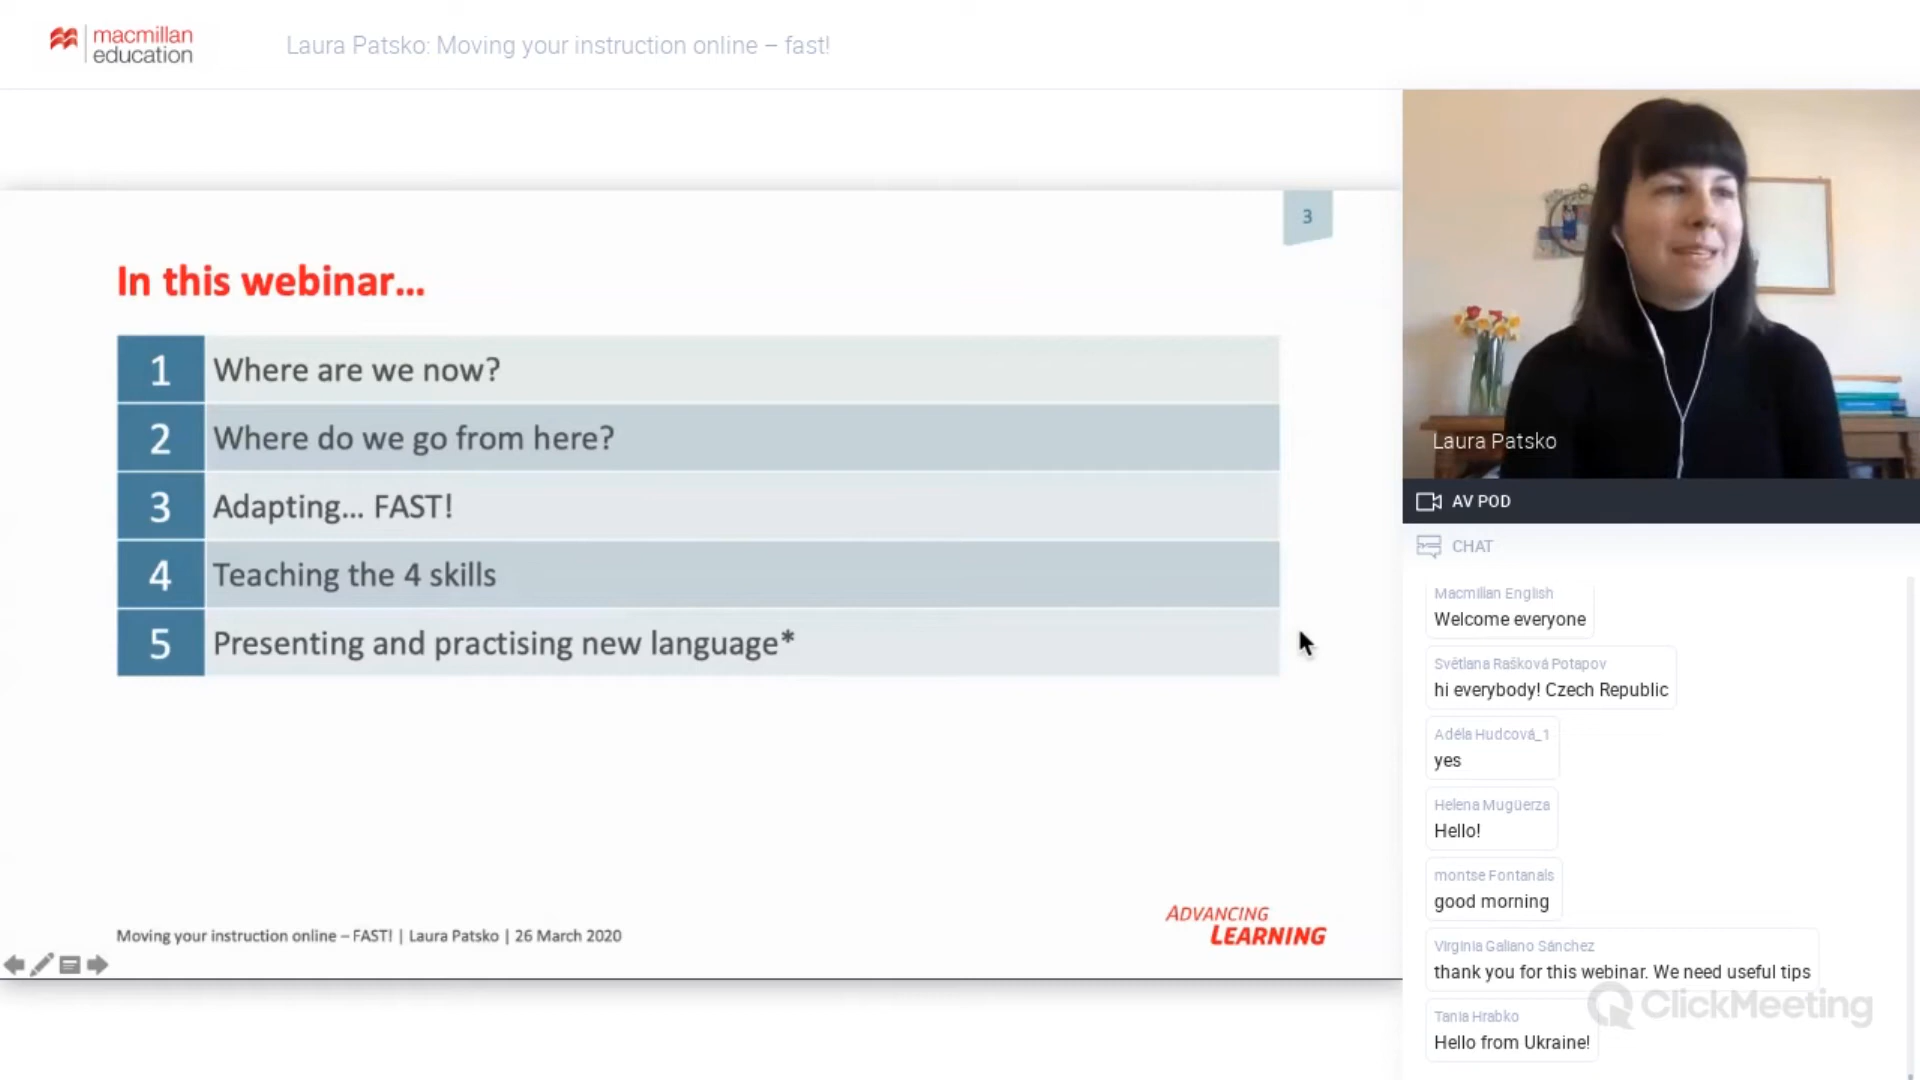 macmillan
education
Laura Patsko: Moving your instruction online – fast!
3
In this webinar...
1 Where are we now?
2 Where do we go from here?
3 Adapting... FAST!
4 Teaching the 4 skills
5 Presenting and practising new language*
Moving your instruction online – FAST! | Laura Patsko | 26 March 2020
ADVANCING
LEARNING
Laura Patsko
AV POD
CHAT
Macmillan English
Welcome everyone
Světlana Rašková Potapov
hi everybody! Czech Republic
Adéla Hudcová_1
yes
Helena Mugüerza
Hello!
montse Fontanals
good morning
Virginia Galiano Sánchez
thank you for this webinar. We need useful tips
Tania Hrabko
Hello from Ukraine!
ClickMeeting